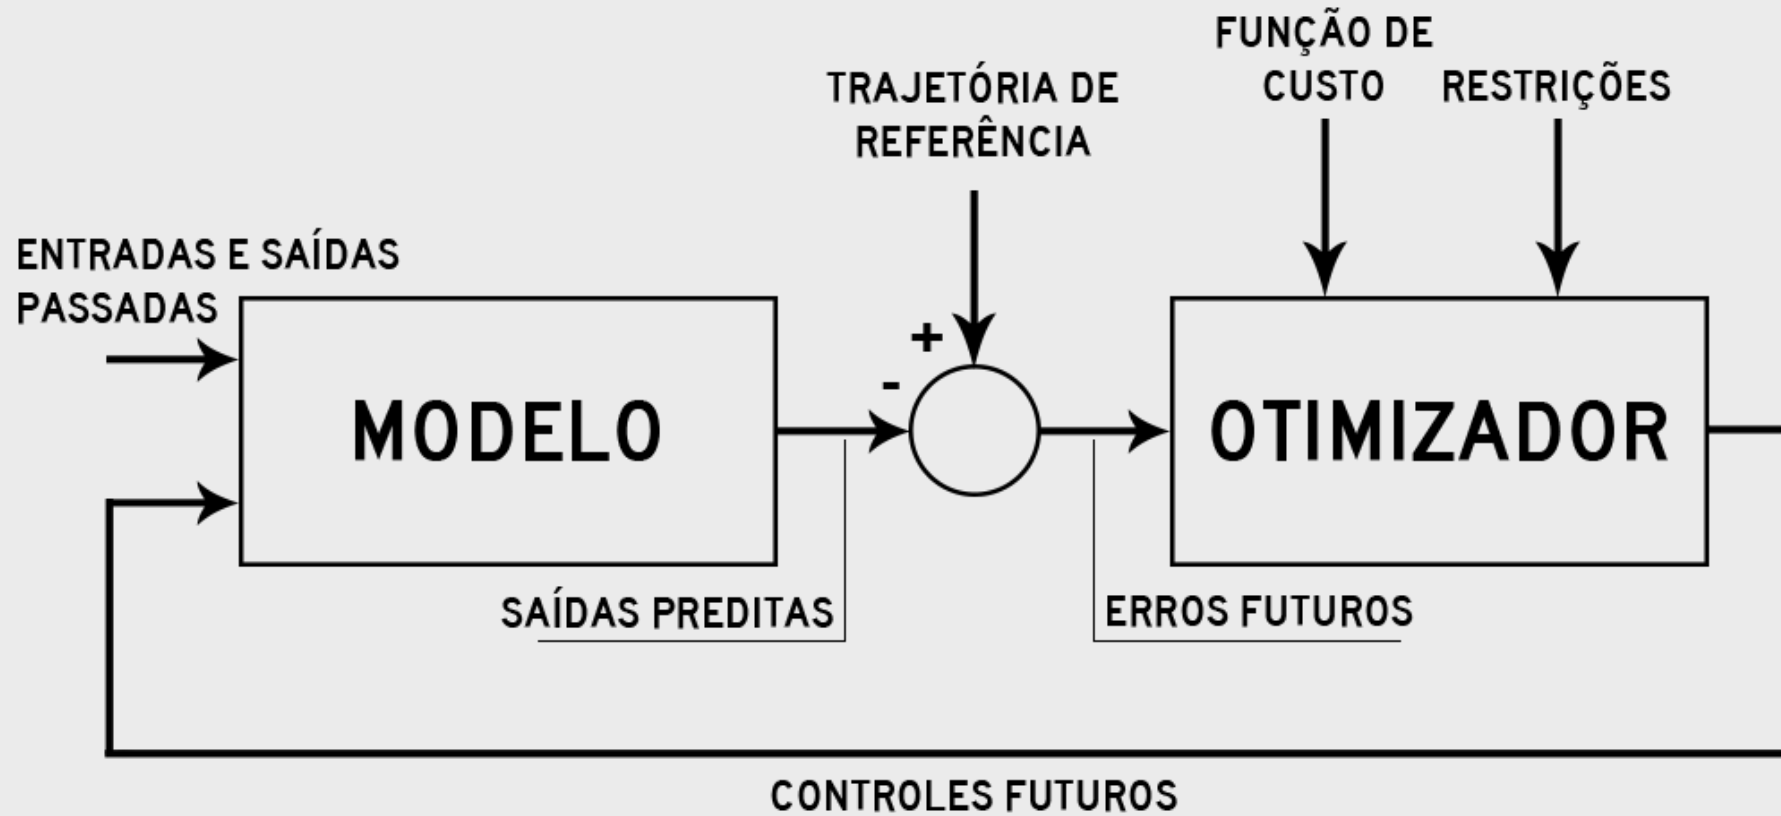 FUNÇÃO DE
CUSTO
RESTRIÇÕES
TRAJETÓRIA DE
REFERÊNCIA
ENTRADAS E SAÍDAS
PASSADAS
+
-
MODELO
OTIMIZADOR
SAÍDAS PREDITAS
ERROS FUTUROS
CONTROLES FUTUROS